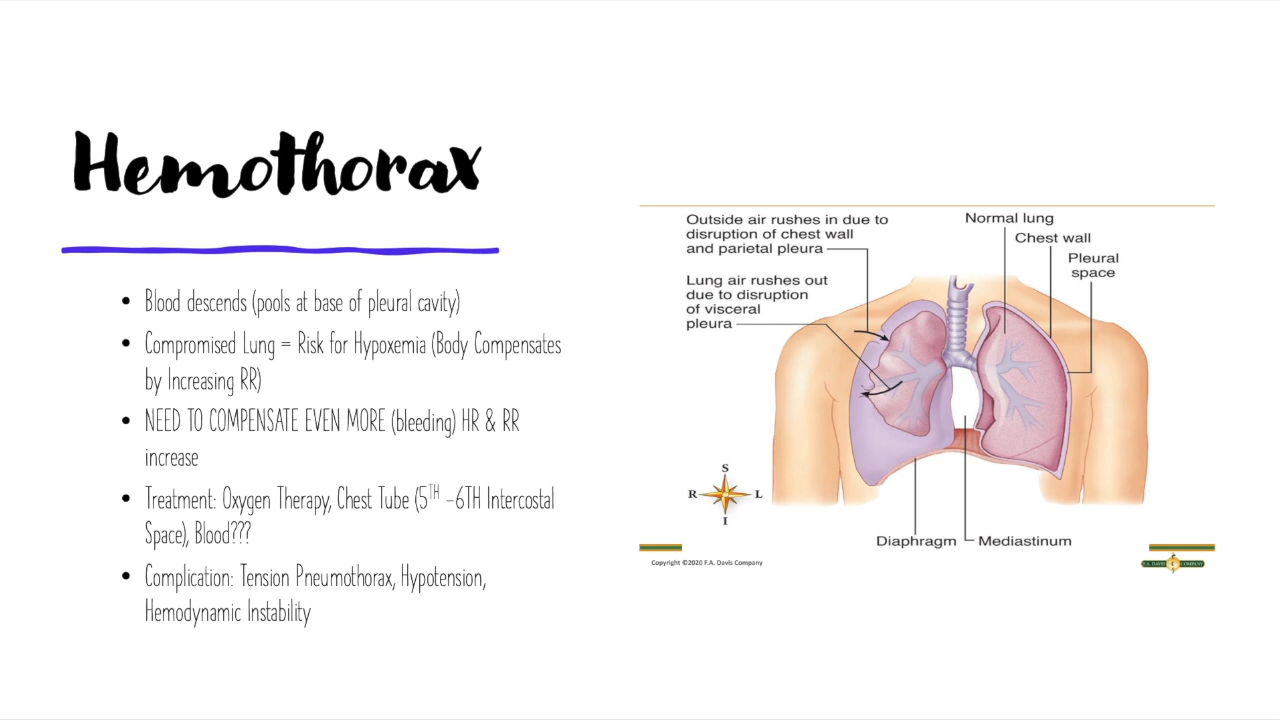 Hemothorax
• Blood descends (pools at base of pleural cavity)
• Compromised Lung = Risk for Hypoxemia (Body Compensates
by Increasing RR)
• NEED TO COMPENSATE EVEN MORE (bleeding) HR & RR
increase
• Treatment: Oxygen Therapy, Chest Tube (5TH -6TH Intercostal
Space), Blood???
• Complication: Tension Pneumothorax, Hypotension,
Hemodynamic Instability
Outside air rushes in due to
disruption of chest wall
and parietal pleura
Lung air rushes out
due to disruption
of visceral
pleura
Normal lung
Chest wall
Pleural
space
S
R
L
I
Diaphragm
Mediastinum
Copyright ©2020 F.A. Davis Company
F.A. DAVIS COMPANY